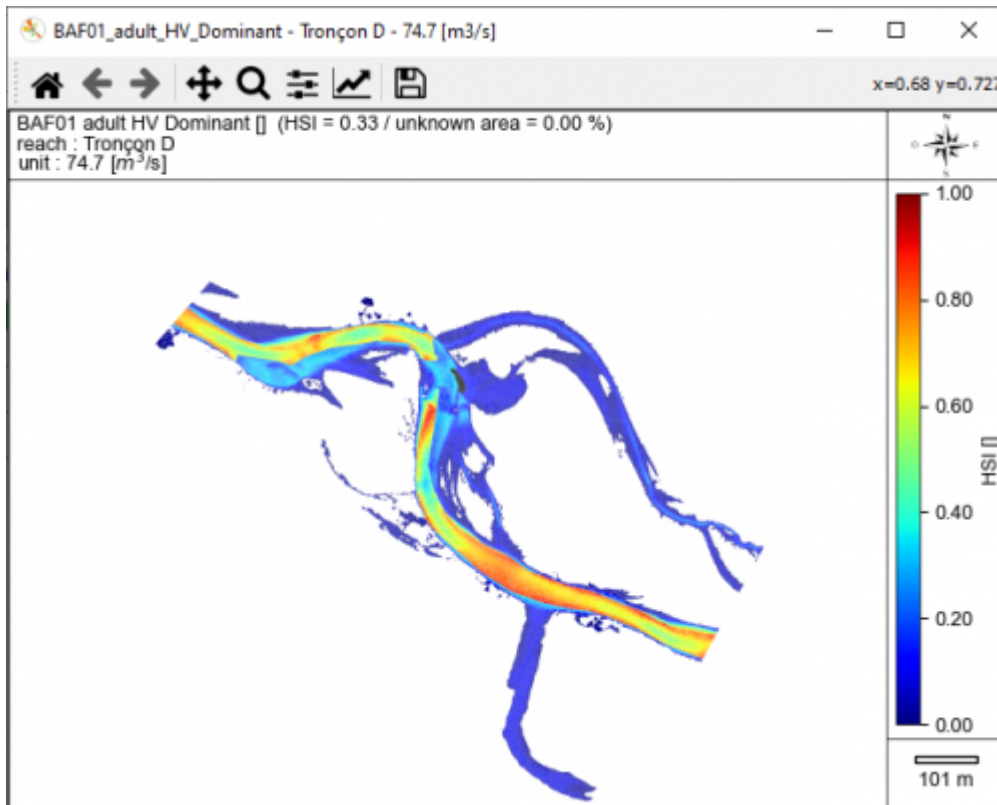 BAF01_adult_HV_Dominant - Tronçon D - 74.7 [m3/s]
x=0.68 y=0.727
BAF01 adult HV Dominant [] (HSI = 0.33 / unknown area = 0.00 %)
reach : Tronçon D
unit : 74.7 [m³/s]
N
O E
S
1.00
0.80
0.60
0.40
0.20
0.00
HSI []
101 m